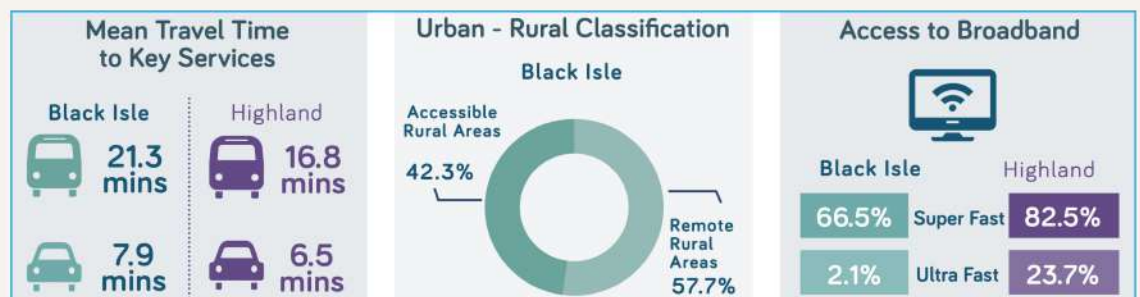 Mean Travel Time
to Key Services
Black Isle
Highland
21.3
mins
16.8
mins
7.9
mins
6.5
mins
Urban - Rural Classification
Black Isle
Accessible
Rural Areas
42.3%
Remote
Rural
Areas
57.7%
Access to Broadband
Black Isle
Highland
66.5% Super Fast 82.5%
2.1% Ultra Fast 23.7%